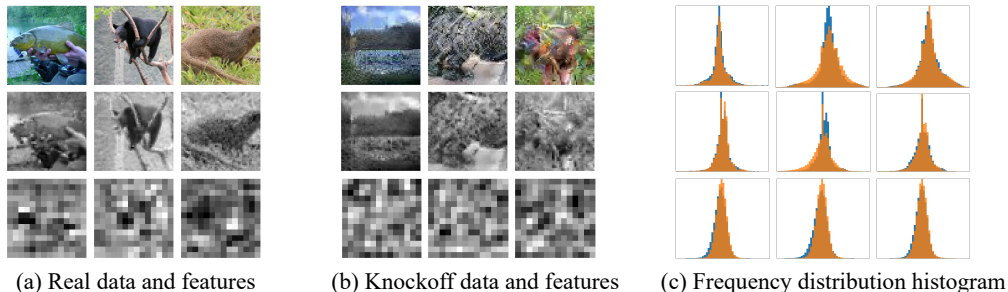 (a) Real data and features
(b) Knockoff data and features
(c) Frequency distribution histogram